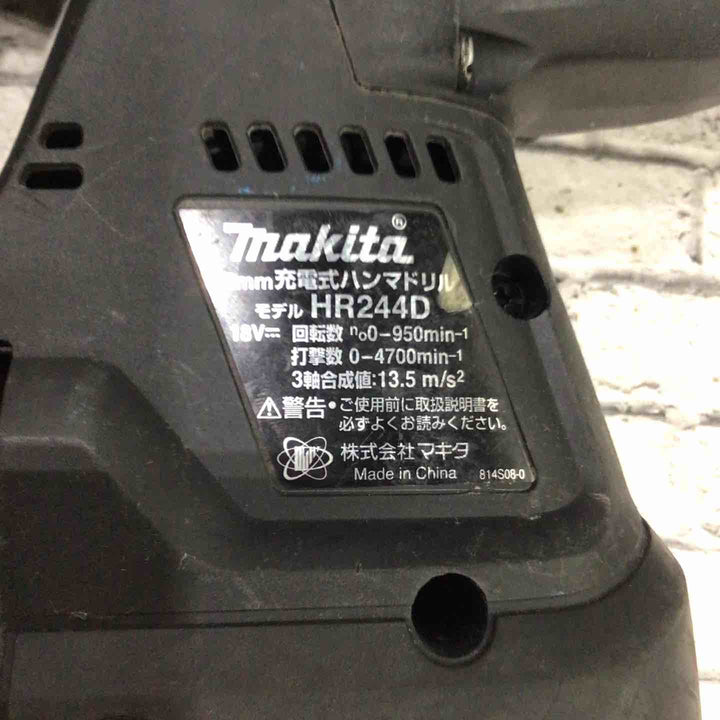 makita®
mm充電式ハンマドリル
モデル HR244D
18V⎓ 回転数 n₀0-950min-1
打撃数 0-4700min-1
3軸合成値:13.5 m/s2
⚠警告・ご使用前に取扱説明書を
必ずよくお読みください。
株式会社マキタ
Made in China 814S08-0